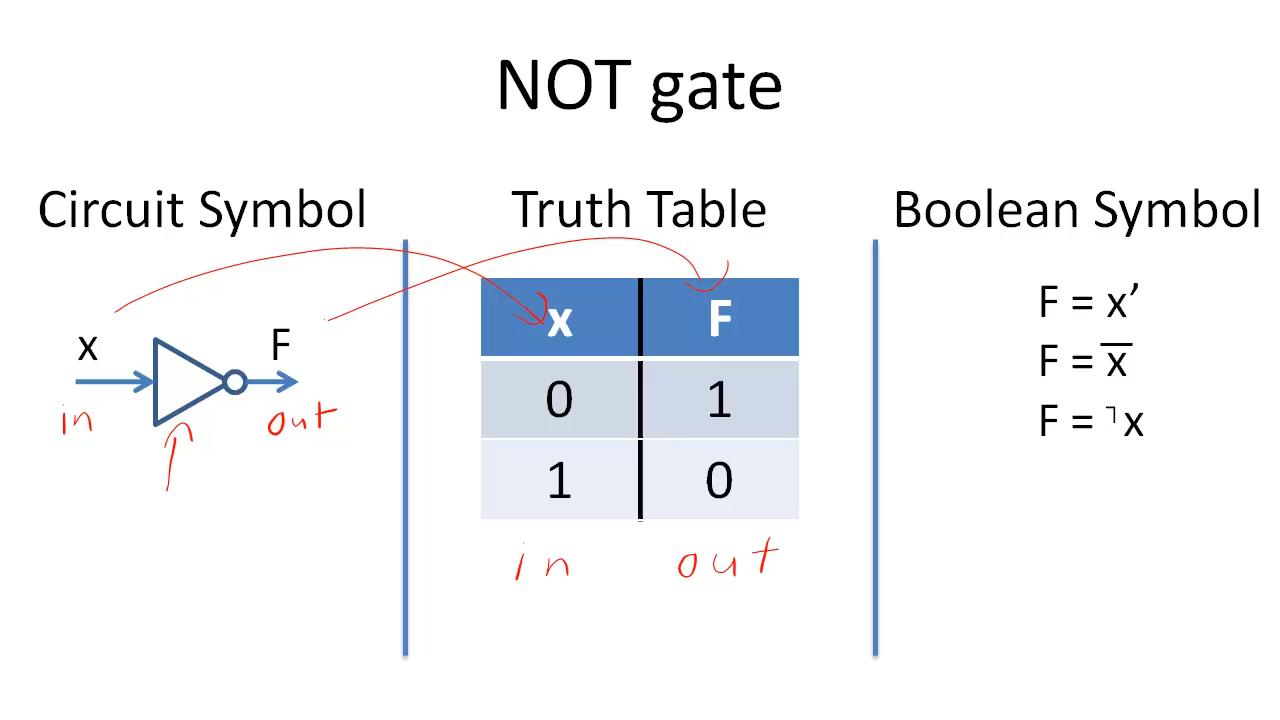 NOT gate
Circuit Symbol
x
F
in
out
Truth Table
x F
0 1
1 0
in out
Boolean Symbol
F = x’
F = x̅
F = ¬x